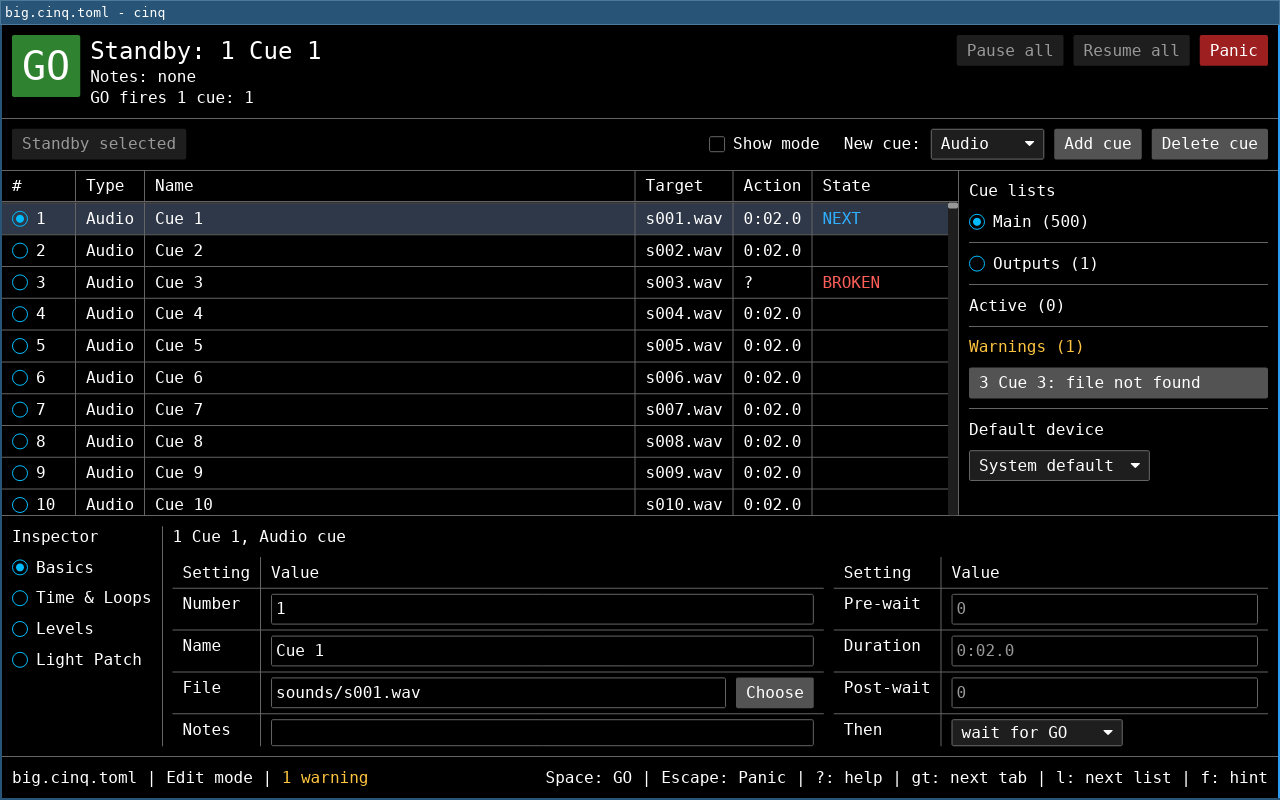 big.cinq.toml - cinq
GO
Standby: 1 Cue 1
Notes: none
GO fires 1 cue: 1
Pause all Resume all Panic
Standby selected Show mode New cue: Audio Add cue Delete cue
# Type Name Target Action State
1 Audio Cue 1 s001.wav 0:02.0 NEXT
2 Audio Cue 2 s002.wav 0:02.0
3 Audio Cue 3 s003.wav ? BROKEN
4 Audio Cue 4 s004.wav 0:02.0
5 Audio Cue 5 s005.wav 0:02.0
6 Audio Cue 6 s006.wav 0:02.0
7 Audio Cue 7 s007.wav 0:02.0
8 Audio Cue 8 s008.wav 0:02.0
9 Audio Cue 9 s009.wav 0:02.0
10 Audio Cue 10 s010.wav 0:02.0
Cue lists
Main (500)
Outputs (1)
Active (0)
Warnings (1)
3 Cue 3: file not found
Default device
System default
Inspector
Basics
Time & Loops
Levels
Light Patch
1 Cue 1, Audio cue
Setting Value
Number 1
Name Cue 1
File sounds/s001.wav Choose
Notes
Setting Value
Pre-wait 0
Duration 0:02.0
Post-wait 0
Then wait for GO
big.cinq.toml | Edit mode | 1 warning
Space: GO | Escape: Panic | ?: help | gt: next tab | l: next list | f: hint